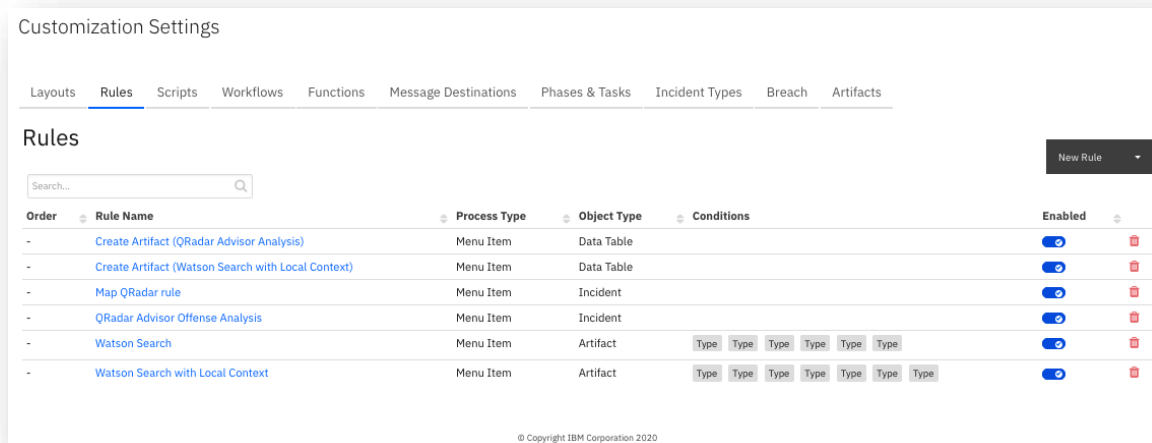 Customization Settings
Layouts Rules Scripts Workflows Functions Message Destinations Phases & Tasks Incident Types Breach Artifacts
Rules
New Rule
Search...
Order Rule Name Process Type Object Type Conditions Enabled
- Create Artifact (QRadar Advisor Analysis) Menu Item Data Table
- Create Artifact (Watson Search with Local Context) Menu Item Data Table
- Map QRadar rule Menu Item Incident
- QRadar Advisor Offense Analysis Menu Item Incident
- Watson Search Menu Item Artifact Type Type Type Type Type Type
- Watson Search with Local Context Menu Item Artifact Type Type Type Type Type Type Type
© Copyright IBM Corporation 2020